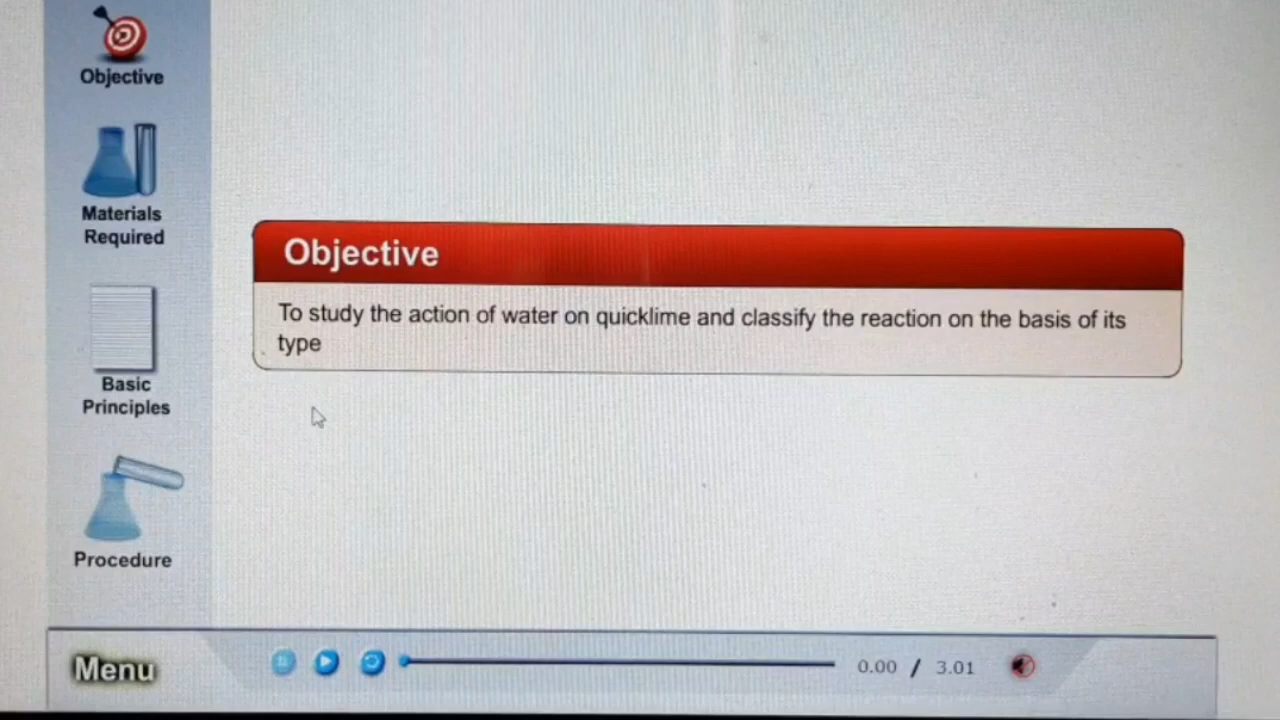 Objective
Materials
Required
Basic
Principles
Procedure
Objective
To study the action of water on quicklime and classify the reaction on the basis of its
type
Menu
0.00 / 3.01